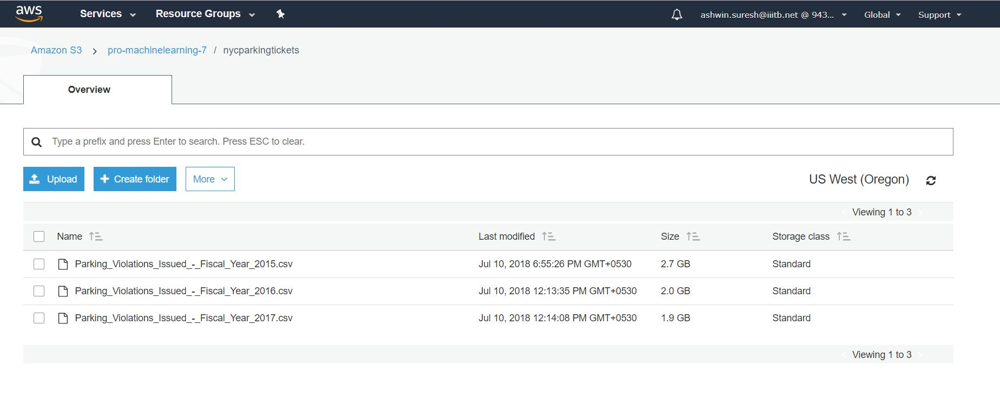 aws Services Resource Groups ashwin.suresh@iiitb.net @ 943... Global Support
Amazon S3 > pro-machinelearning-7 / nycparkingtickets
Overview
Type a prefix and press Enter to search. Press ESC to clear.
Upload + Create folder More US West (Oregon)
Viewing 1 to 3
Name Last modified Size Storage class
Parking_Violations_Issued_-_Fiscal_Year_2015.csv Jul 10, 2018 6:55:26 PM GMT+0530 2.7 GB Standard
Parking_Violations_Issued_-_Fiscal_Year_2016.csv Jul 10, 2018 12:13:35 PM GMT+0530 2.0 GB Standard
Parking_Violations_Issued_-_Fiscal_Year_2017.csv Jul 10, 2018 12:14:08 PM GMT+0530 1.9 GB Standard
Viewing 1 to 3